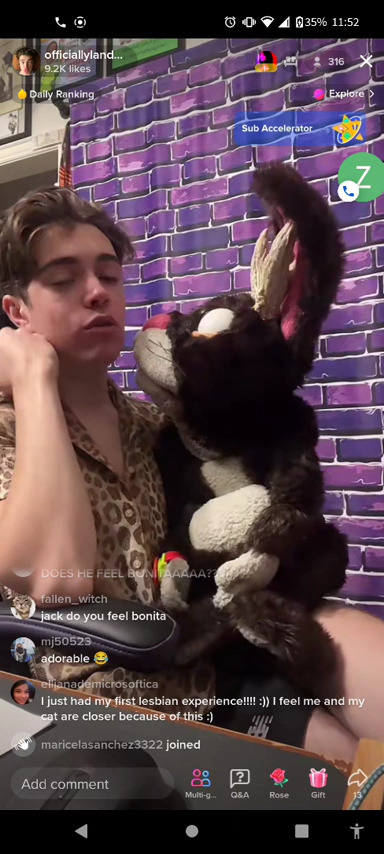 35% 11:52
officiallyland...
9.2K likes
316
Daily Ranking
Explore
Sub Accelerator
Z
DOES HE FEEL BONITAAAAA??
fallen_witch
jack do you feel bonita
mj50523
adorable 😂
elijanademicrosoftica
I just had my first lesbian experience!!!! :)) I feel me and my
cat are closer because of this :)
maricelasanchez3322 joined
Add comment
Multi-g...
Q&A
Rose
Gift
13